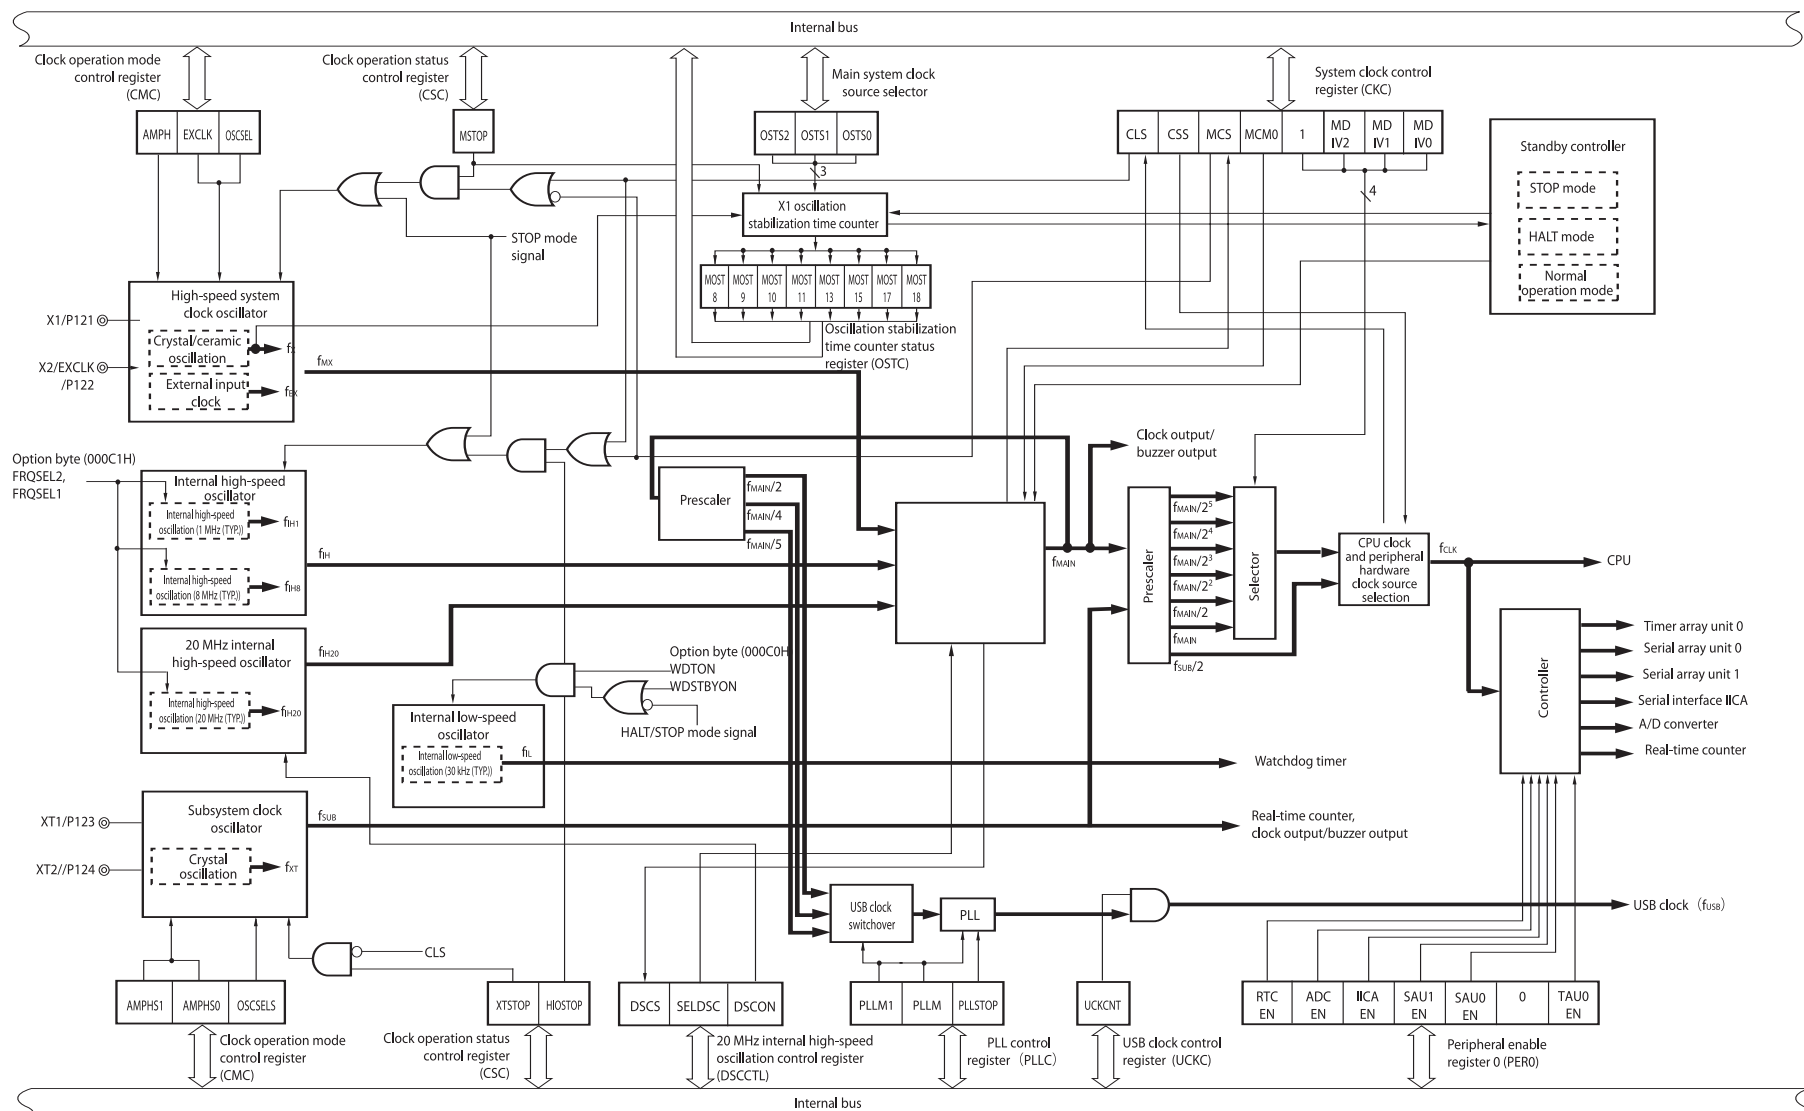 Internal bus
Clock operation mode
control register
(CMC)
Clock operation status
control register
(CSC)
Main system clock
source selector
System clock control
register (CKC)
AMPH EXCLK OSCSEL
MSTOP
OSTS2 OSTS1 OSTS0
CLS CSS MCS MCM0 1 MD MD MD
IV2 IV1 IV0
3
4
Standby controller
STOP mode
HALT mode
Normal
operation mode
X1 oscillation
stabilization time counter
STOP mode
signal
MOST MOST MOST MOST MOST MOST MOST MOST
8 9 10 11 13 15 17 18
Oscillation stabilization
time counter status
register (OSTC)
High-speed system
clock oscillator
X1/P121
Crystal/ceramic
oscillation
fX
X2/EXCLK
/P122
External input
clock
fEX
fMX
Clock output/
buzzer output
Option byte (000C1H)
FRQSEL2,
FRQSEL1
Internal high-speed
oscillator
Internal high-speed
oscillation (1 MHz (TYP.))
fIH1
Internal high-speed
oscillation (8 MHz (TYP.))
fIH8
fIH
Prescaler
fMAIN/2
fMAIN/4
fMAIN/5
fMAIN
Prescaler
fMAIN/2⁵
fMAIN/2⁴
fMAIN/2³
fMAIN/2²
fMAIN/2
fMAIN
fSUB/2
Selector
CPU clock
and peripheral
hardware
clock source
selection
fCLK
CPU
20 MHz internal
high-speed oscillator
Internal high-speed
oscillation (20 MHz (TYP.))
fIH20
fIH20
Option byte (000C0H
WDTON
WDSTBYON
HALT/STOP mode signal
Internal low-speed
oscillator
Internal low-speed
oscillation (30 kHz (TYP.))
fIL
Watchdog timer
Controller
Timer array unit 0
Serial array unit 0
Serial array unit 1
Serial interface IICA
A/D converter
Real-time counter
Subsystem clock
oscillator
XT1/P123
XT2//P124
Crystal
oscillation
fXT
fSUB
Real-time counter,
clock output/buzzer output
USB clock
switchover
PLL
USB clock (fUSB)
CLS
AMPHS1 AMPHS0 OSCSELS
XTSTOP HIOSTOP
DSCS SELDSC DSCON
PLLM1 PLLM PLLSTOP
UCKCNT
RTC ADC IICA SAU1 SAU0 0 TAU0
EN EN EN EN EN EN
Clock operation mode
control register
(CMC)
Clock operation status
control register
(CSC)
20 MHz internal high-speed
oscillation control register
(DSCCTL)
PLL control
register (PLLC)
USB clock control
register (UCKC)
Peripheral enable
register 0 (PER0)
Internal bus